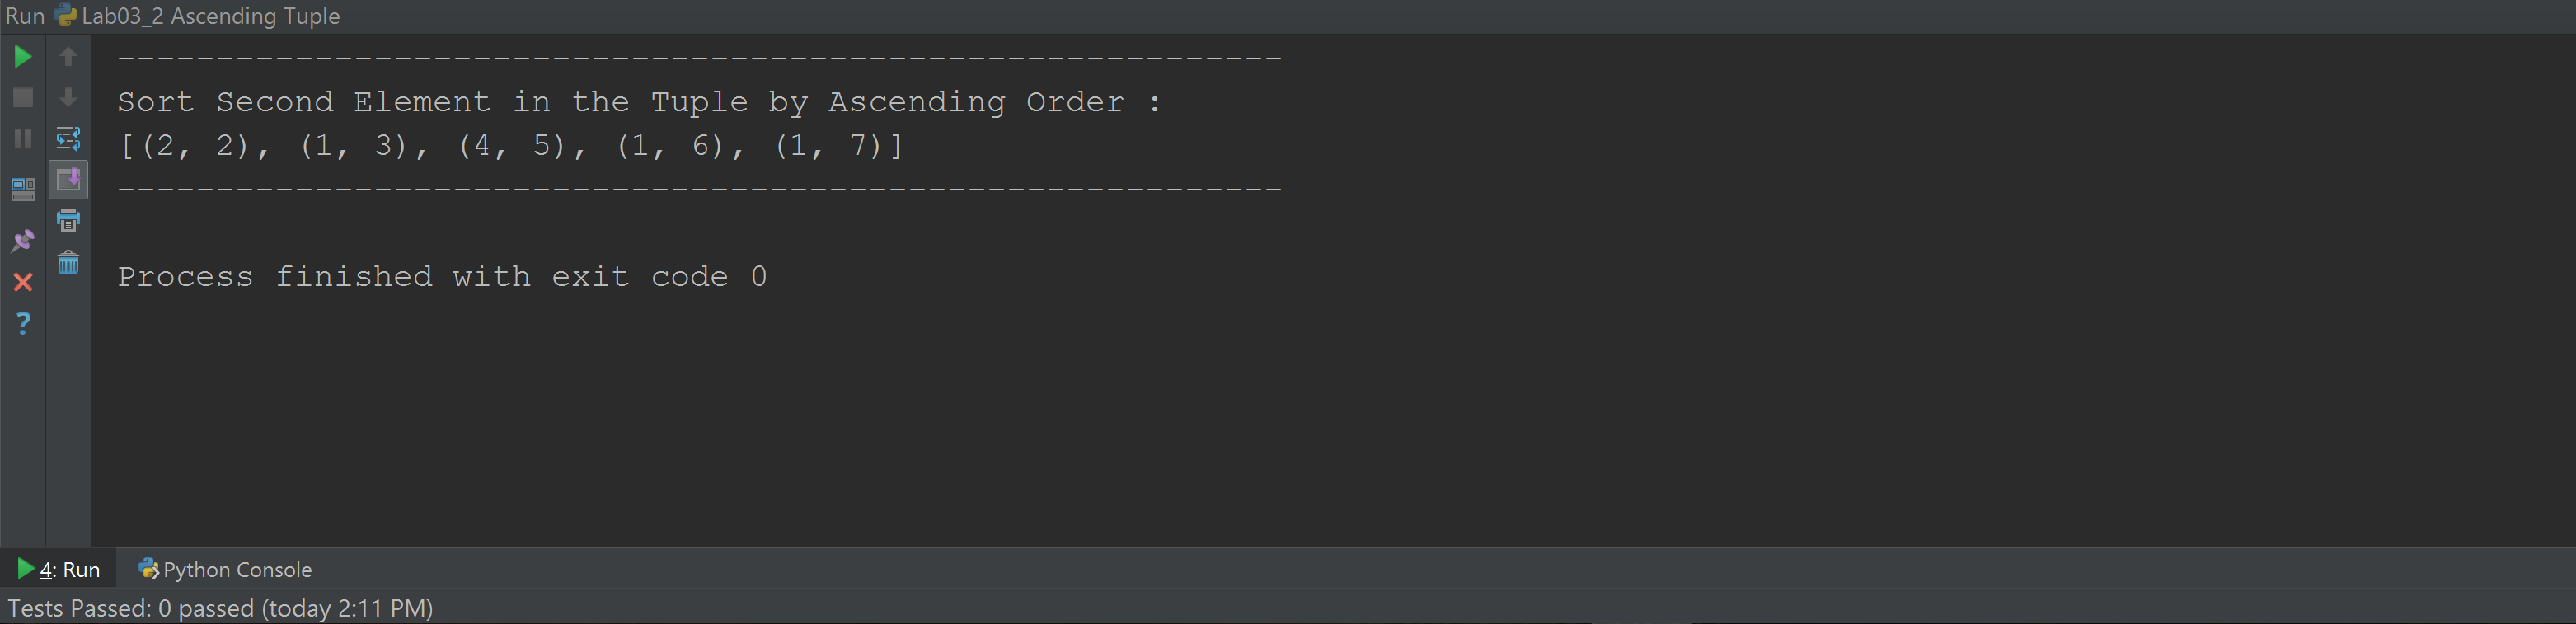 Run Lab03_2 Ascending Tuple
-----------------------------------------------------------
Sort Second Element in the Tuple by Ascending Order :
[(2, 2), (1, 3), (4, 5), (1, 6), (1, 7)]
-----------------------------------------------------------
Process finished with exit code 0
?
4: Run Python Console
Tests Passed: 0 passed (today 2:11 PM)